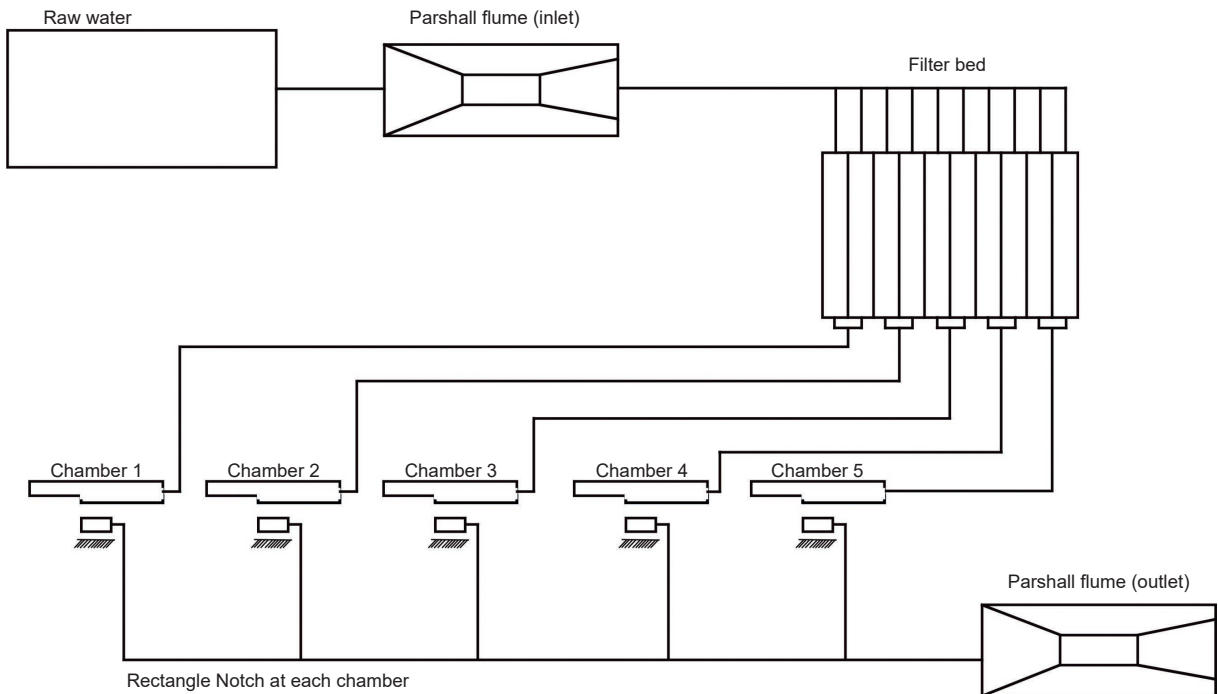 Raw water
Parshall flume (inlet)
Filter bed
Chamber 1
Chamber 2
Chamber 3
Chamber 4
Chamber 5
Parshall flume (outlet)
Rectangle Notch at each chamber